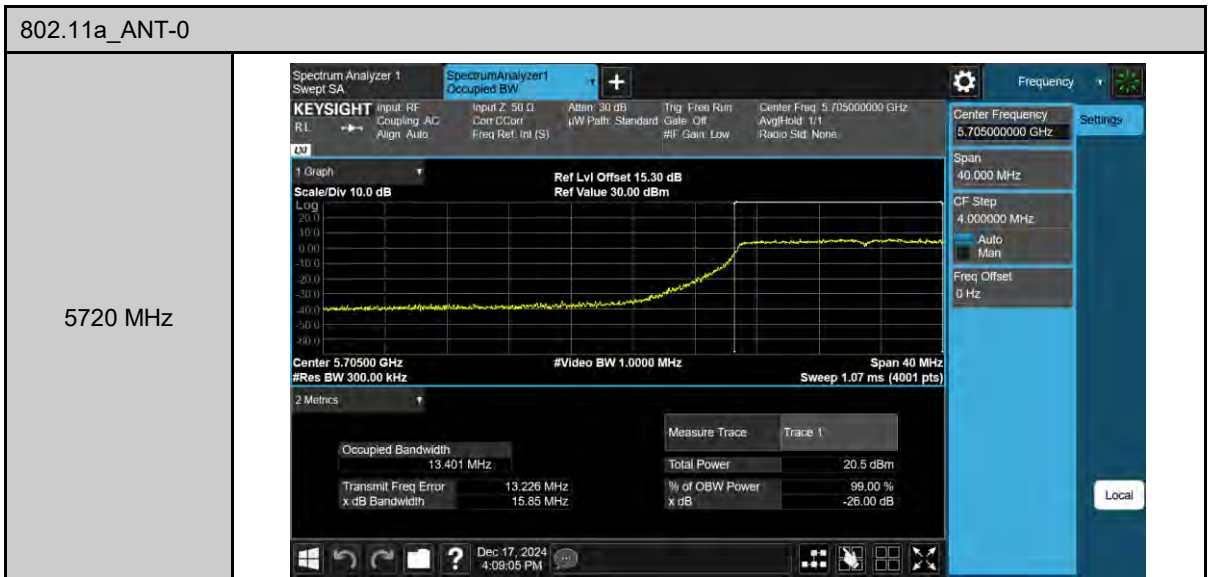 802.11a_ANT-0
5720 MHz
Spectrum Analyzer 1
Swept SA
SpectrumAnalyzer1
Occupied BW
Frequency
KEYSIGHT
RL
LXI
Input: RF
Coupling: AC
Align: Auto
Input Z: 50 Ω
Corr CCorr
Freq Ref: Int (S)
Atten: 30 dB
µW Path: Standard
Trig: Free Run
Gate: Off
#IF Gain: Low
Center Freq: 5.705000000 GHz
Avg|Hold: 1/1
Radio Std: None
1 Graph
Scale/Div 10.0 dB
Ref Lvl Offset 15.30 dB
Ref Value 30.00 dBm
Log
20.0
10.0
0.00
-10.0
-20.0
-30.0
-40.0
-50.0
-60.0
Center 5.70500 GHz
#Video BW 1.0000 MHz
Span 40 MHz
#Res BW 300.00 kHz
Sweep 1.07 ms (4001 pts)
2 Metrics
Measure Trace Trace 1
Occupied Bandwidth
13.401 MHz
Total Power 20.5 dBm
Transmit Freq Error 13.226 MHz
% of OBW Power 99.00 %
x dB Bandwidth 15.85 MHz
x dB -26.00 dB
Center Frequency
5.705000000 GHz
Settings
Span
40.000 MHz
CF Step
4.000000 MHz
Auto
Man
Freq Offset
0 Hz
Local
?
Dec 17, 2024
4:09:05 PM